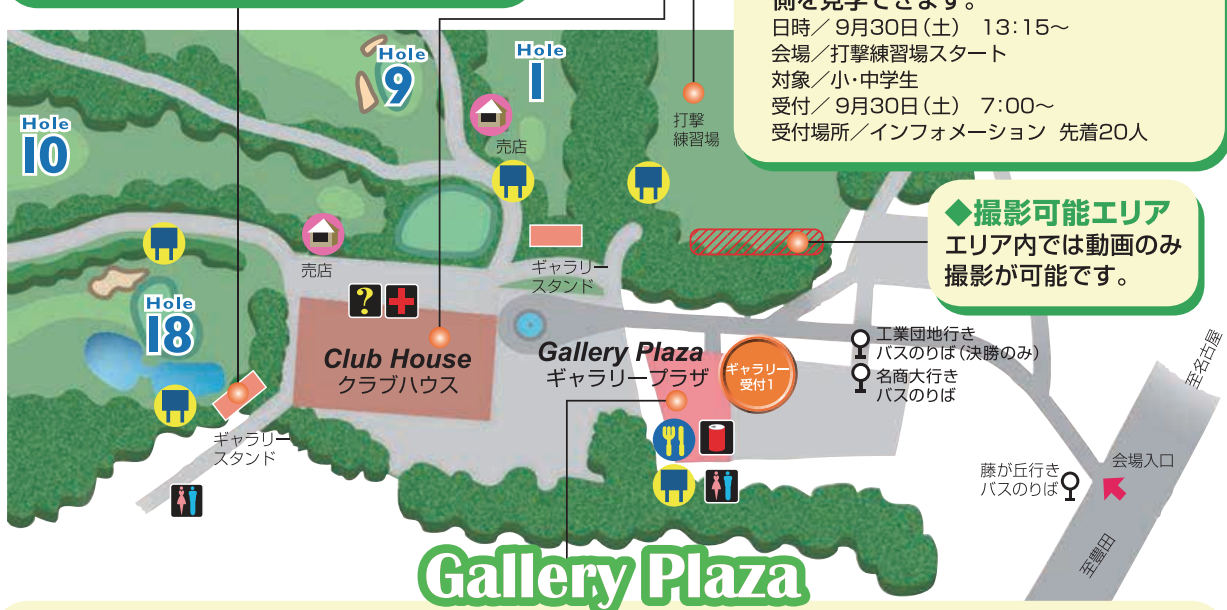 側を見学できます。
日時／9月30日(土) 13:15～
会場／打撃練習場スタート
対象／小・中学生
受付／9月30日(土) 7:00～
受付場所／インフォメーション 先着20人
Hole
9
Hole
1
Hole
10
売店
打撃
練習場
◆撮影可能エリア
エリア内では動画のみ
撮影が可能です。
売店
ギャラリー
スタンド
Hole
18
?
Club House
クラブハウス
Gallery Plaza
ギャラリープラザ
ギャラリー
受付1
工業団地行き
バスのりば(決勝のみ)
名商大行き
バスのりば
至名古屋
ギャラリー
スタンド
藤が丘行き
バスのりば
会場入口
至豊田
Gallery Plaza